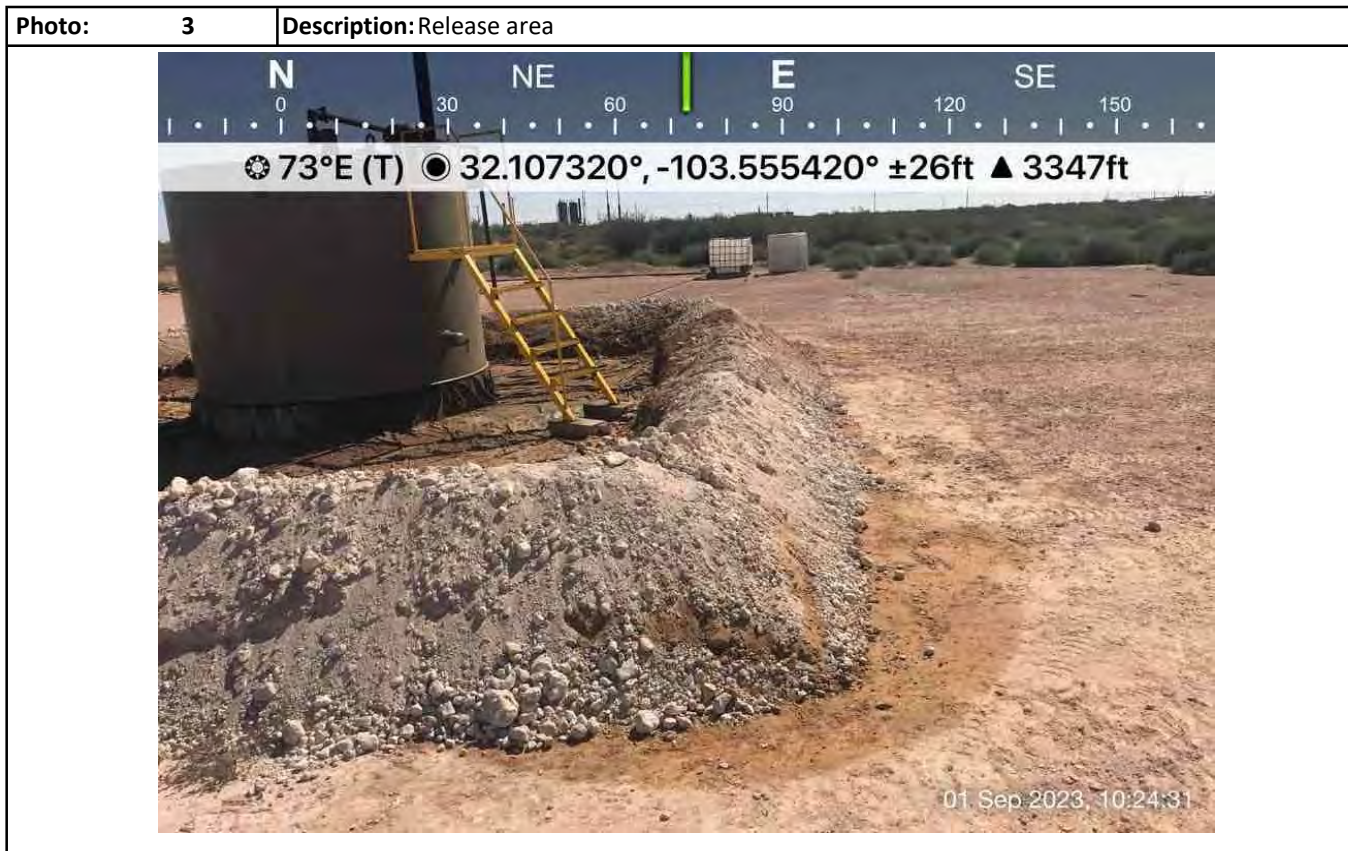 Photo: 3 Description: Release area
N NE E SE
0 30 60 90 120 150
73°E (T) 32.107320°, -103.555420° ±26ft ▲ 3347ft
01 Sep 2023, 10:24:31